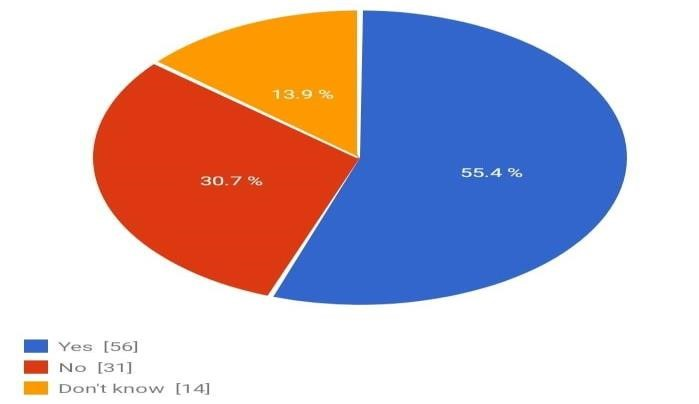 13.9 %
30.7 %
55.4 %
Yes [56]
No [31]
Don't know [14]